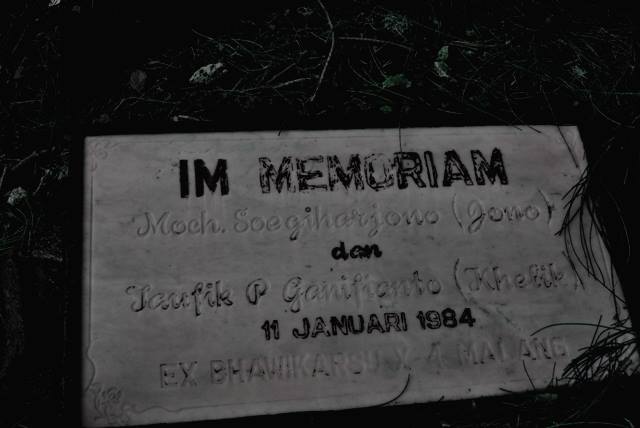 IM MEMORIAM
Moch. Soegiharjono (Jono)
dan
Taufik P Ganifianto (Khelik)
11 JANUARI 1984
EX BHAWIKARSU X 4 MALANG